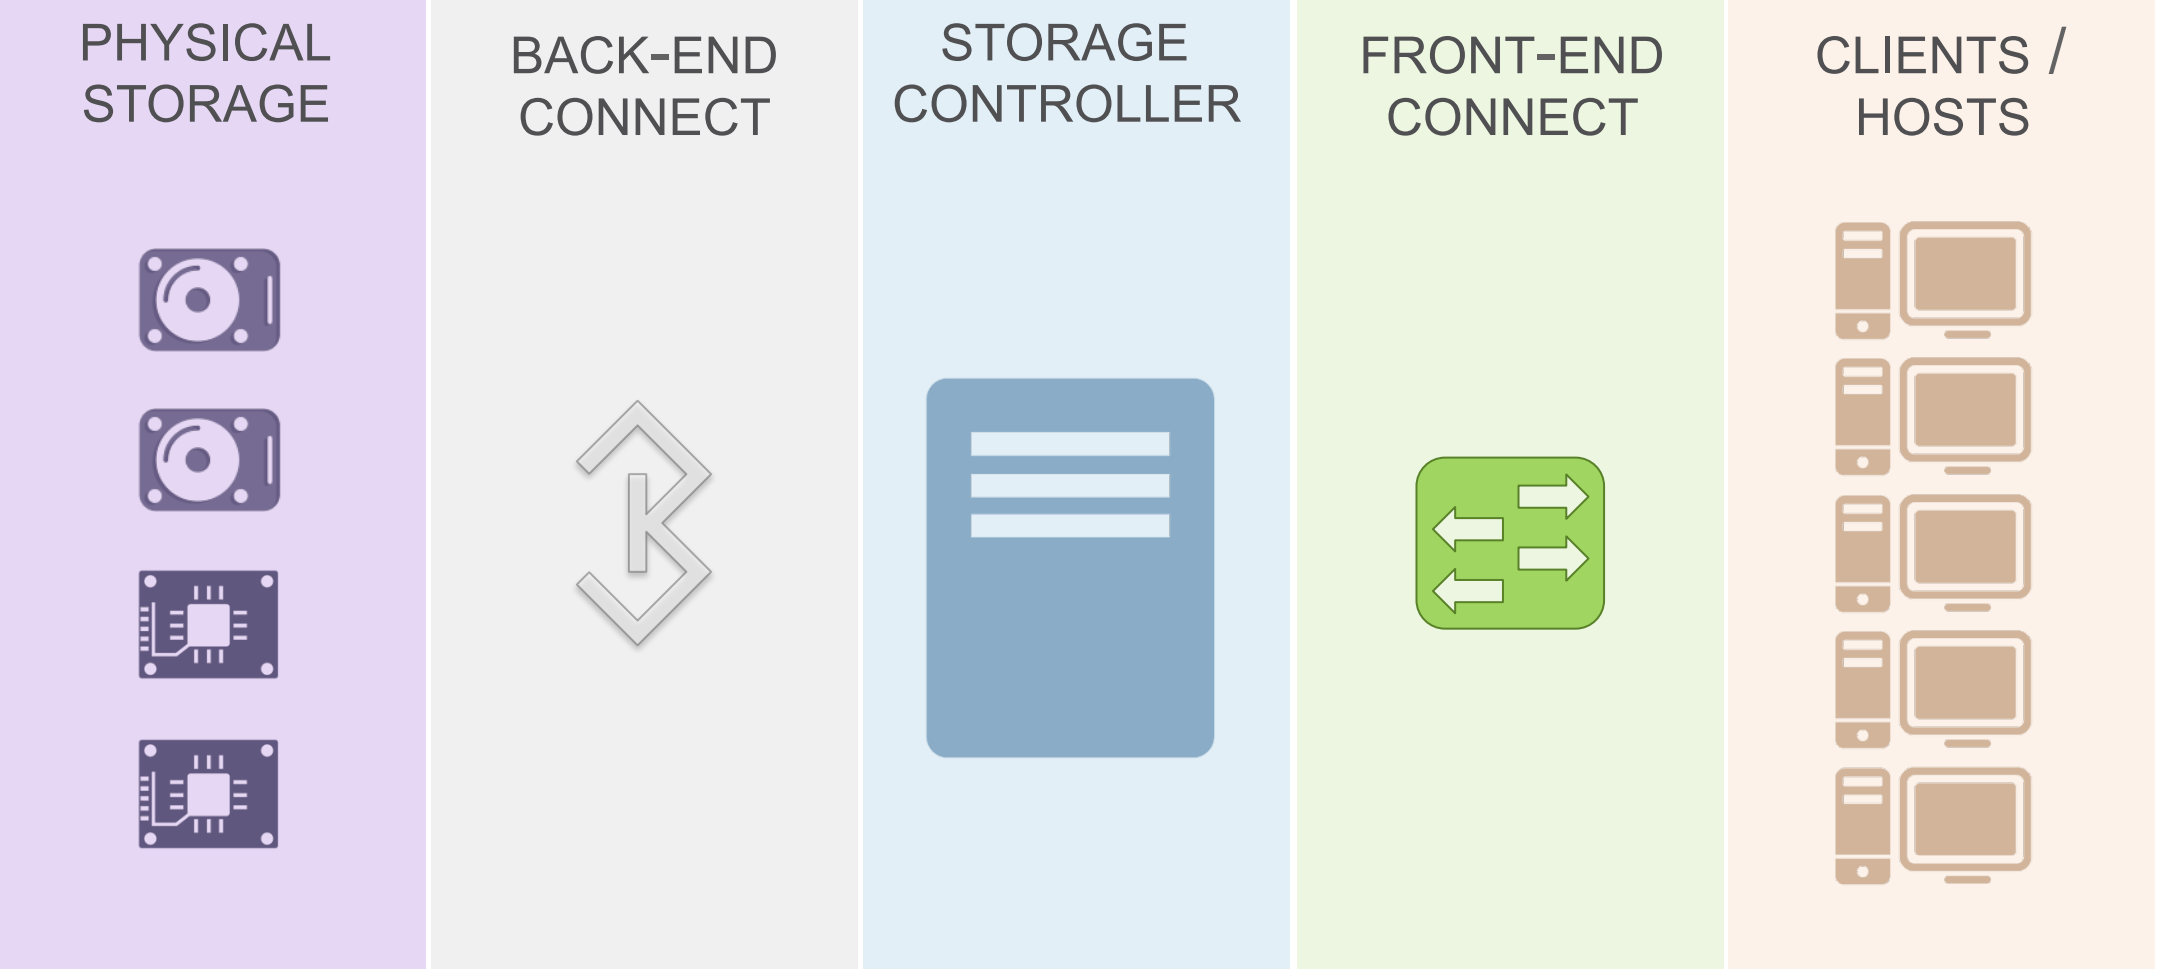 PHYSICAL
STORAGE
BACK-END
CONNECT
STORAGE
CONTROLLER
FRONT-END
CONNECT
CLIENTS /
HOSTS